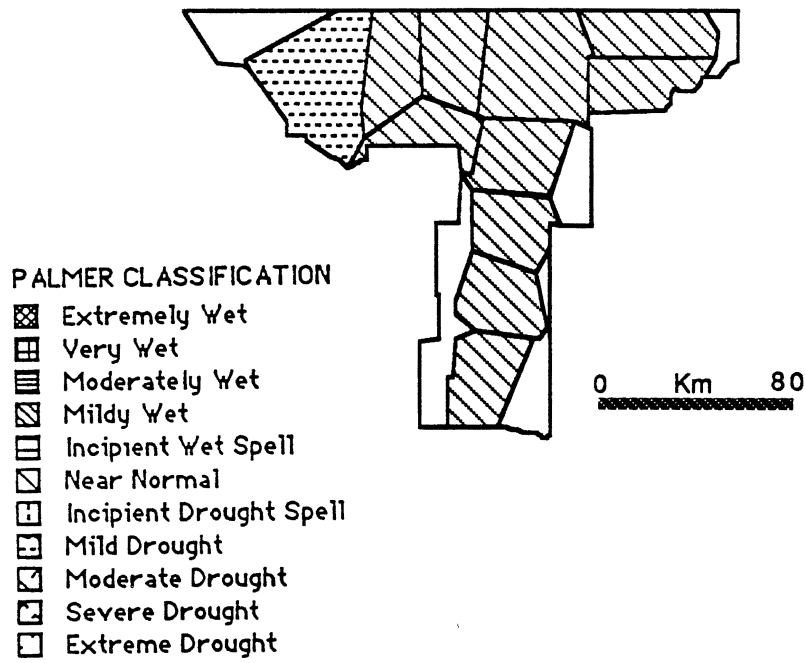 PALMER CLASSIFICATION
Extremely Wet
Very Wet
Moderately Wet
Mildy Wet
Incipient Wet Spell
Near Normal
Incipient Drought Spell
Mild Drought
Moderate Drought
Severe Drought
Extreme Drought
0 Km 80